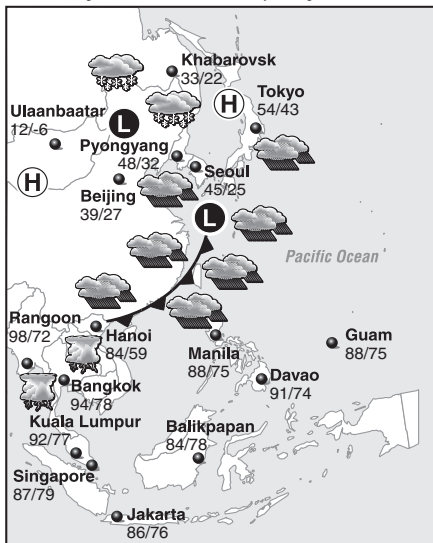 Khabarovsk
33/22
H
Tokyo
54/43
Ulaanbaatar
12/-6
L
Pyongyang
48/32
Seoul
45/25
H
Beijing
39/27
L
Pacific Ocean
Rangoon
98/72
Hanoi
84/59
Manila
88/75
Guam
88/75
Bangkok
94/78
Davao
91/74
Kuala Lumpur
92/77
Balikpapan
84/78
Singapore
87/79
Jakarta
86/76